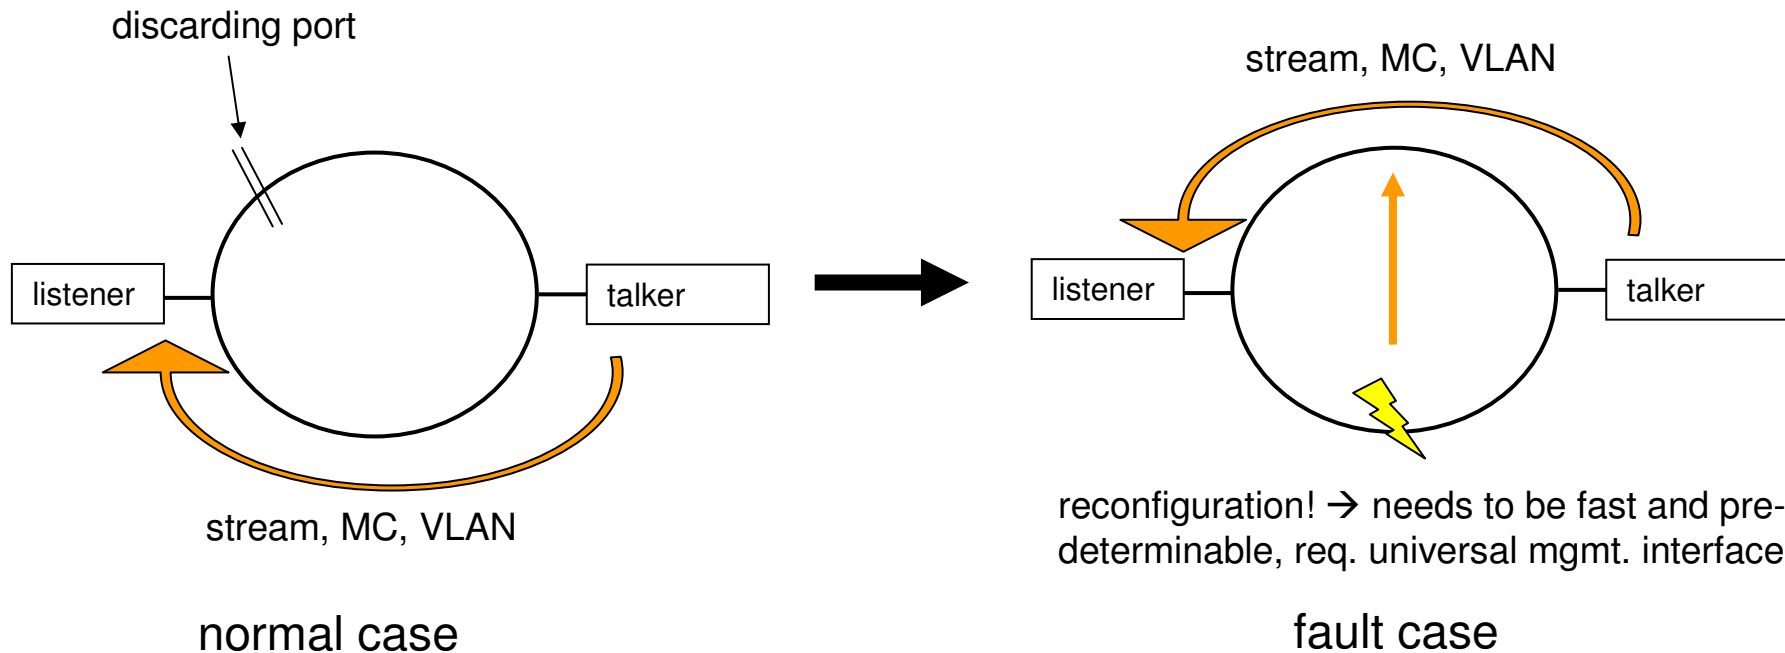 discarding port
listener
talker
stream, MC, VLAN
normal case
stream, MC, VLAN
listener
talker
reconfiguration! → needs to be fast and pre-
determinable, req. universal mgmt. interface
fault case